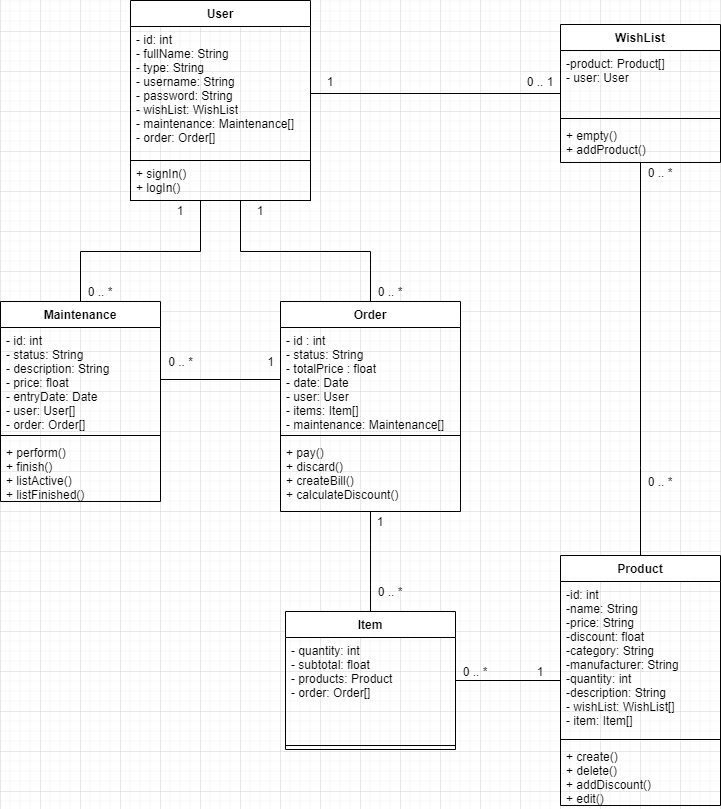 User
- id: int
- fullName: String
- type: String
- username: String
- password: String
- wishList: WishList
- maintenance: Maintenance[]
- order: Order[]
+ signIn()
+ logIn()
1
0 .. 1
WishList
-product: Product[]
- user: User
+ empty()
+ addProduct()
1
1
0 .. *
0 .. *
0 .. *
Maintenance
- id: int
- status: String
- description: String
- price: float
- entryDate: Date
- user: User[]
- order: Order[]
+ perform()
+ finish()
+ listActive()
+ listFinished()
0 .. *
1
Order
- id : int
- status: String
- totalPrice : float
- date: Date
- user: User
- items: Item[]
- maintenance: Maintenance[]
+ pay()
+ discard()
+ createBill()
+ calculateDiscount()
0 .. *
1
0 .. *
Item
- quantity: int
- subtotal: float
- products: Product
- order: Order[]
0 .. *
1
Product
-id: int
-name: String
-price: String
-discount: float
-category: String
-manufacturer: String
-quantity: int
-description: String
- wishList: WishList[]
- item: Item[]
+ create()
+ delete()
+ addDiscount()
+ edit()